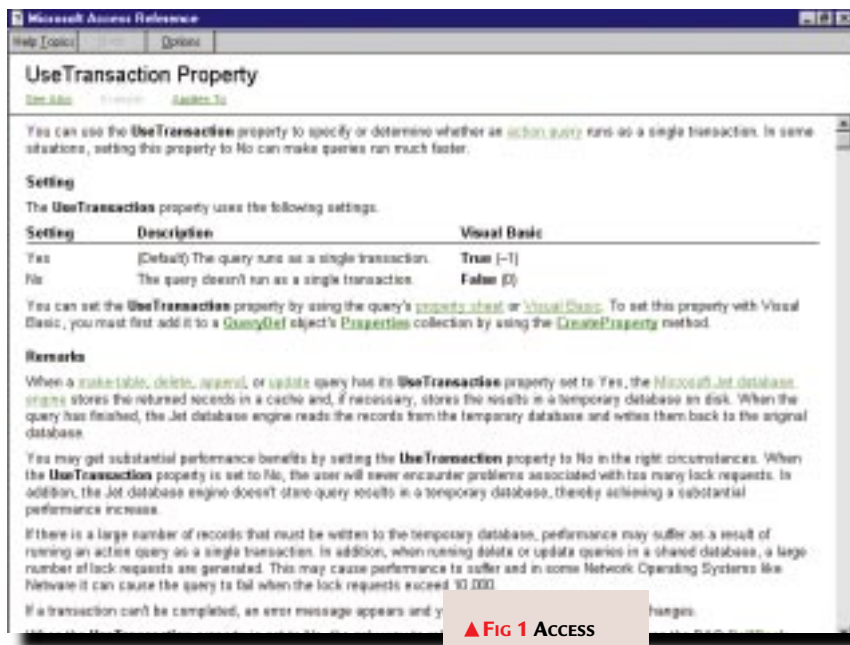 Microsoft Access Reference
Help Topics Options
UseTransaction Property
See Also Example Applies To
You can use the UseTransaction property to specify or determine whether an action query runs as a single transaction. In some
situations, setting this property to No can make queries run much faster.
Setting
The UseTransaction property uses the following settings.
Setting Description Visual Basic
Yes (Default) The query runs as a single transaction. True (–1)
No The query doesn't run as a single transaction. False (0)
You can set the UseTransaction property by using the query's property sheet or Visual Basic. To set this property with Visual
Basic, you must first add it to a QueryDef object's Properties collection by using the CreateProperty method.
Remarks
When a make-table, delete, append, or update query has its UseTransaction property set to Yes, the Microsoft Jet database
engine stores the returned records in a cache and, if necessary, stores the results in a temporary database on disk. When the
query has finished, the Jet database engine reads the records from the temporary database and writes them back to the original
database.
You may get substantial performance benefits by setting the UseTransaction property to No in the right circumstances. When
the UseTransaction property is set to No, the user will never encounter problems associated with too many lock requests. In
addition, the Jet database engine doesn't store query results in a temporary database, thereby achieving a substantial
performance increase.
If there is a large number of records that must be written to the temporary database, performance may suffer as a result of
running an action query as a single transaction. In addition, when running delete or update queries in a shared database, a large
number of lock requests are generated. This may cause performance to suffer and in some Network Operating Systems like
Netware it can cause the query to fail when the lock requests exceed 10,000.
If a transaction can't be completed, an error message appears and y hanges.
▲ FIG 1 ACCESS